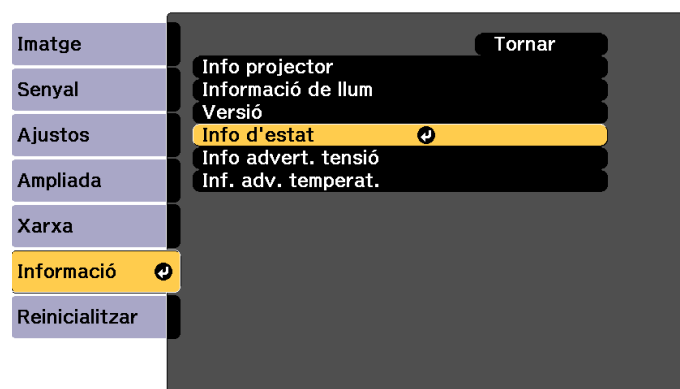 Imatge
Senyal
Ajustos
Ampliada
Xarxa
Informació
Reinicialitzar
Tornar
Info projector
Informació de llum
Versió
Info d'estat
Info advert. tensió
Inf. adv. temperat.